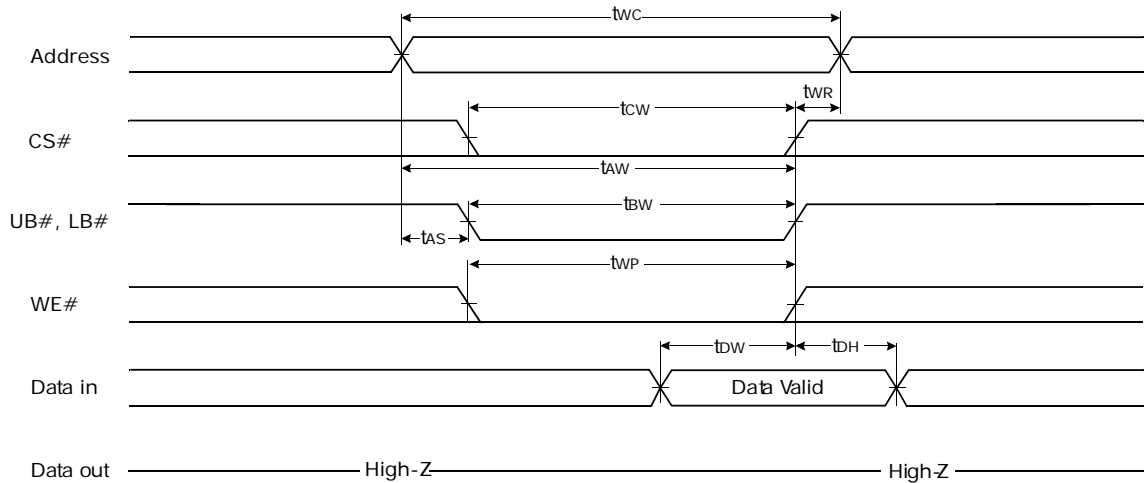 tWC
Address
tWR
tCW
CS#
tAW
UB#, LB#
tBW
tAS
tWP
WE#
tDW
tDH
Data in
Data Valid
Data out
High-Z
High-Z